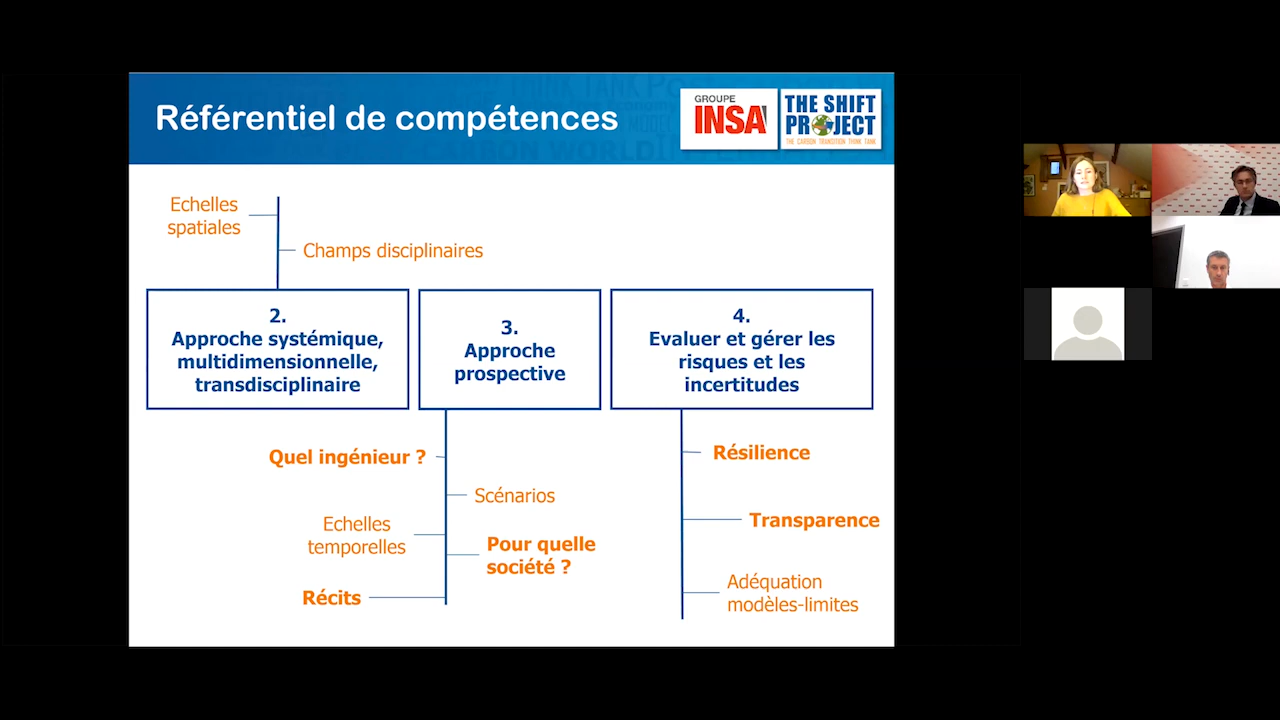 Référentiel de compétences
GROUPE
INSA
THE SHIFT
PROJECT
THE CARBON TRANSITION THINK TANK
Echelles
spatiales
Champs disciplinaires
2.
Approche systémique,
multidimensionnelle,
transdisciplinaire
3.
Approche
prospective
4.
Evaluer et gérer les
risques et les
incertitudes
Quel ingénieur ?
Scénarios
Echelles
temporelles
Pour quelle
société ?
Récits
Résilience
Transparence
Adéquation
modèles-limites